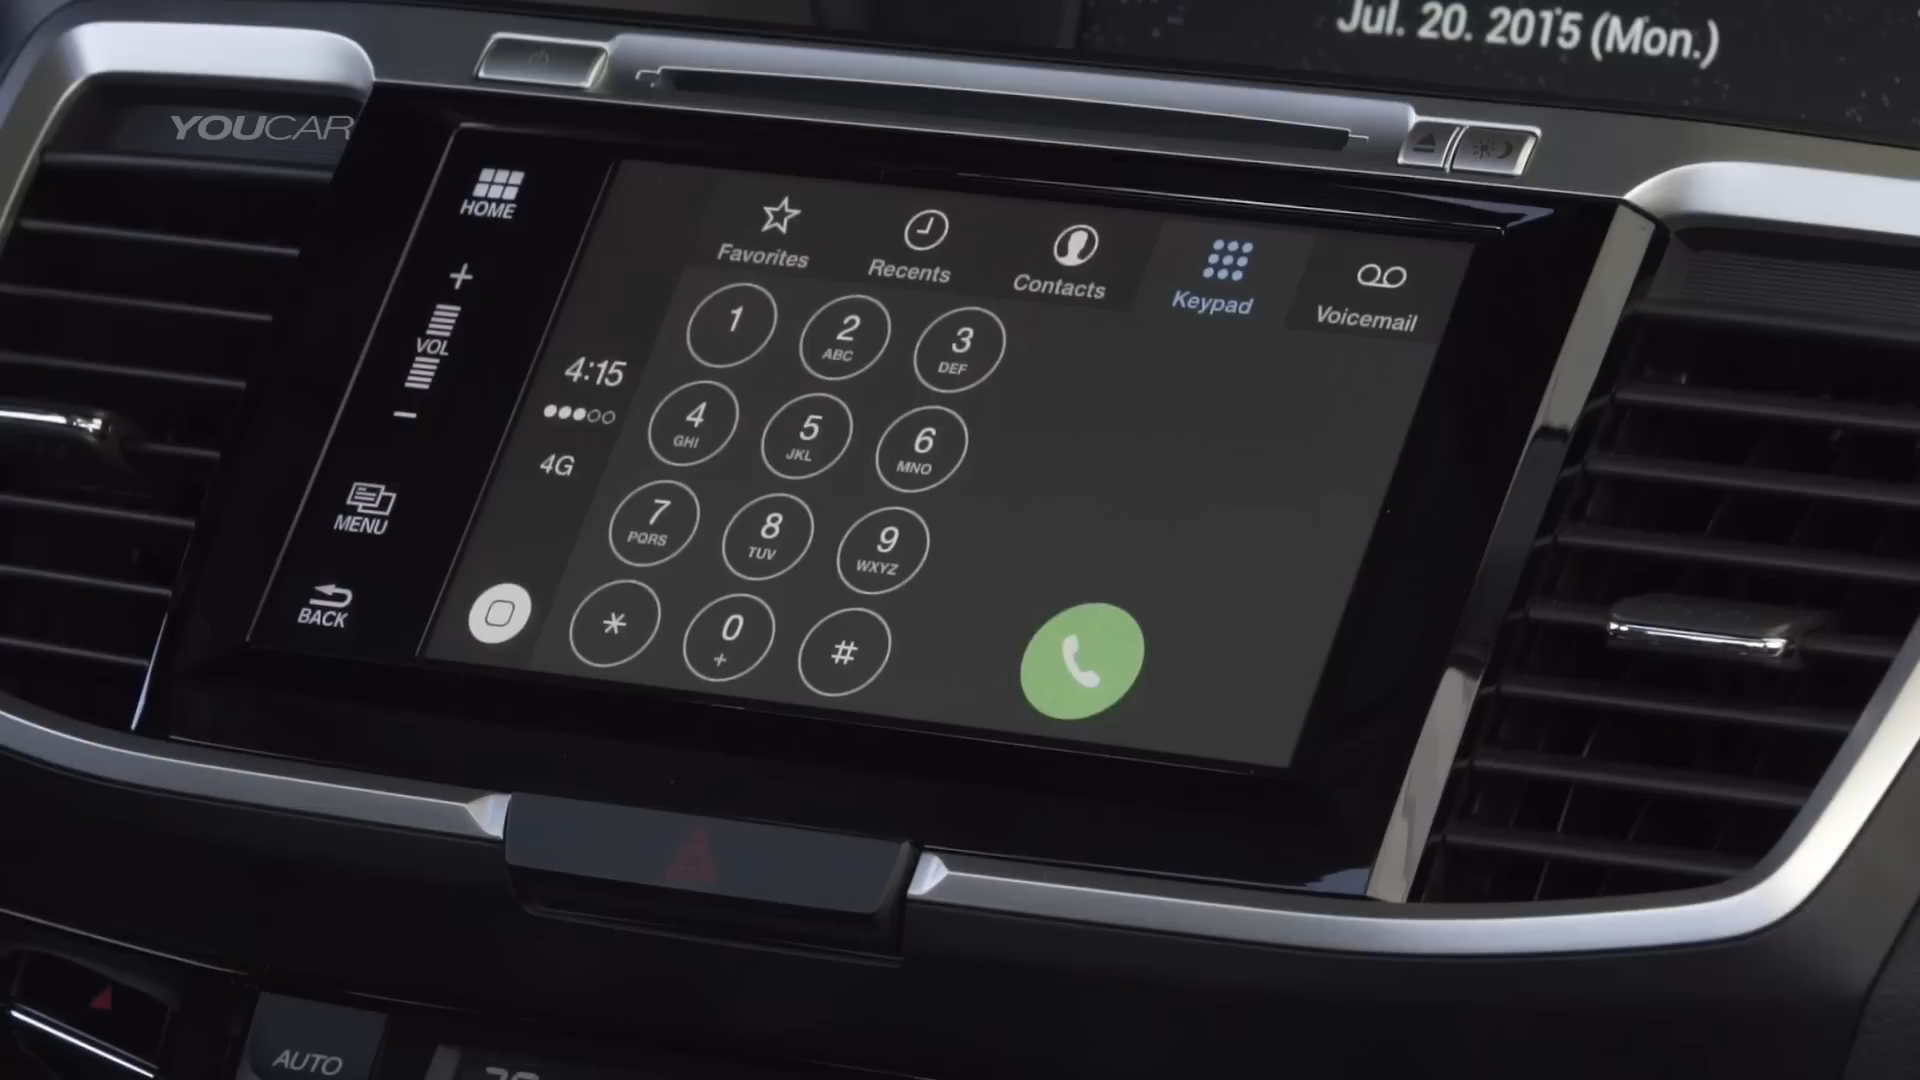 Jul. 20. 2015 (Mon.)
YOUCAR
HOME
+
VOL
−
MENU
BACK
4:15
4G
Favorites
Recents
Contacts
Keypad
Voicemail
1
2
ABC
3
DEF
4
GHI
5
JKL
6
MNO
7
PQRS
8
TUV
9
WXYZ
*
0
+
#
AUTO